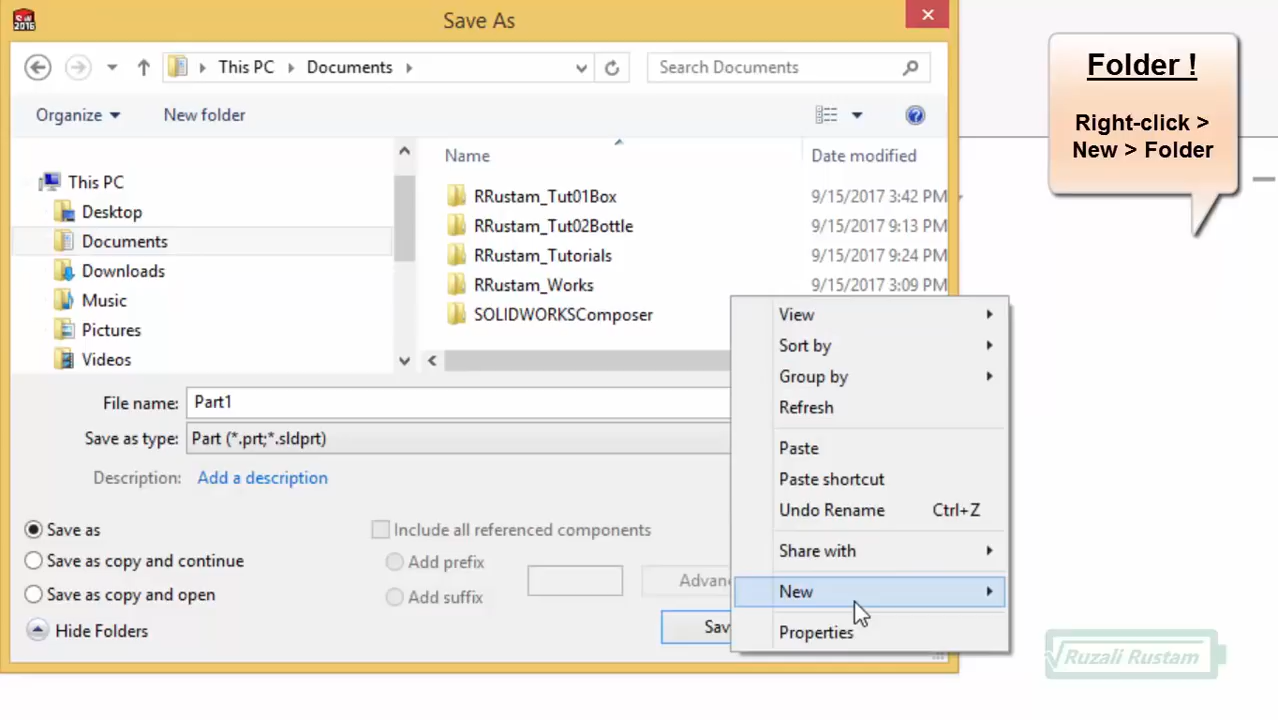 SW
2016
Save As
This PC
Documents
Search Documents
Organize
New folder
Name
Date modified
This PC
Desktop
Documents
Downloads
Music
Pictures
Videos
RRustam_Tut01Box 9/15/2017 3:42 PM
RRustam_Tut02Bottle 9/15/2017 9:13 PM
RRustam_Tutorials 9/15/2017 9:24 PM
RRustam_Works 9/15/2017 3:09 PM
SOLIDWORKSComposer
File name: Part1
Save as type: Part (*.prt;*.sldprt)
Description: Add a description
Save as
Save as copy and continue
Save as copy and open
Include all referenced components
Add prefix
Add suffix
Advan
Hide Folders
Sav
View
Sort by
Group by
Refresh
Paste
Paste shortcut
Undo Rename Ctrl+Z
Share with
New
Properties
Folder !
Right-click >
New > Folder
Ruzali Rustam